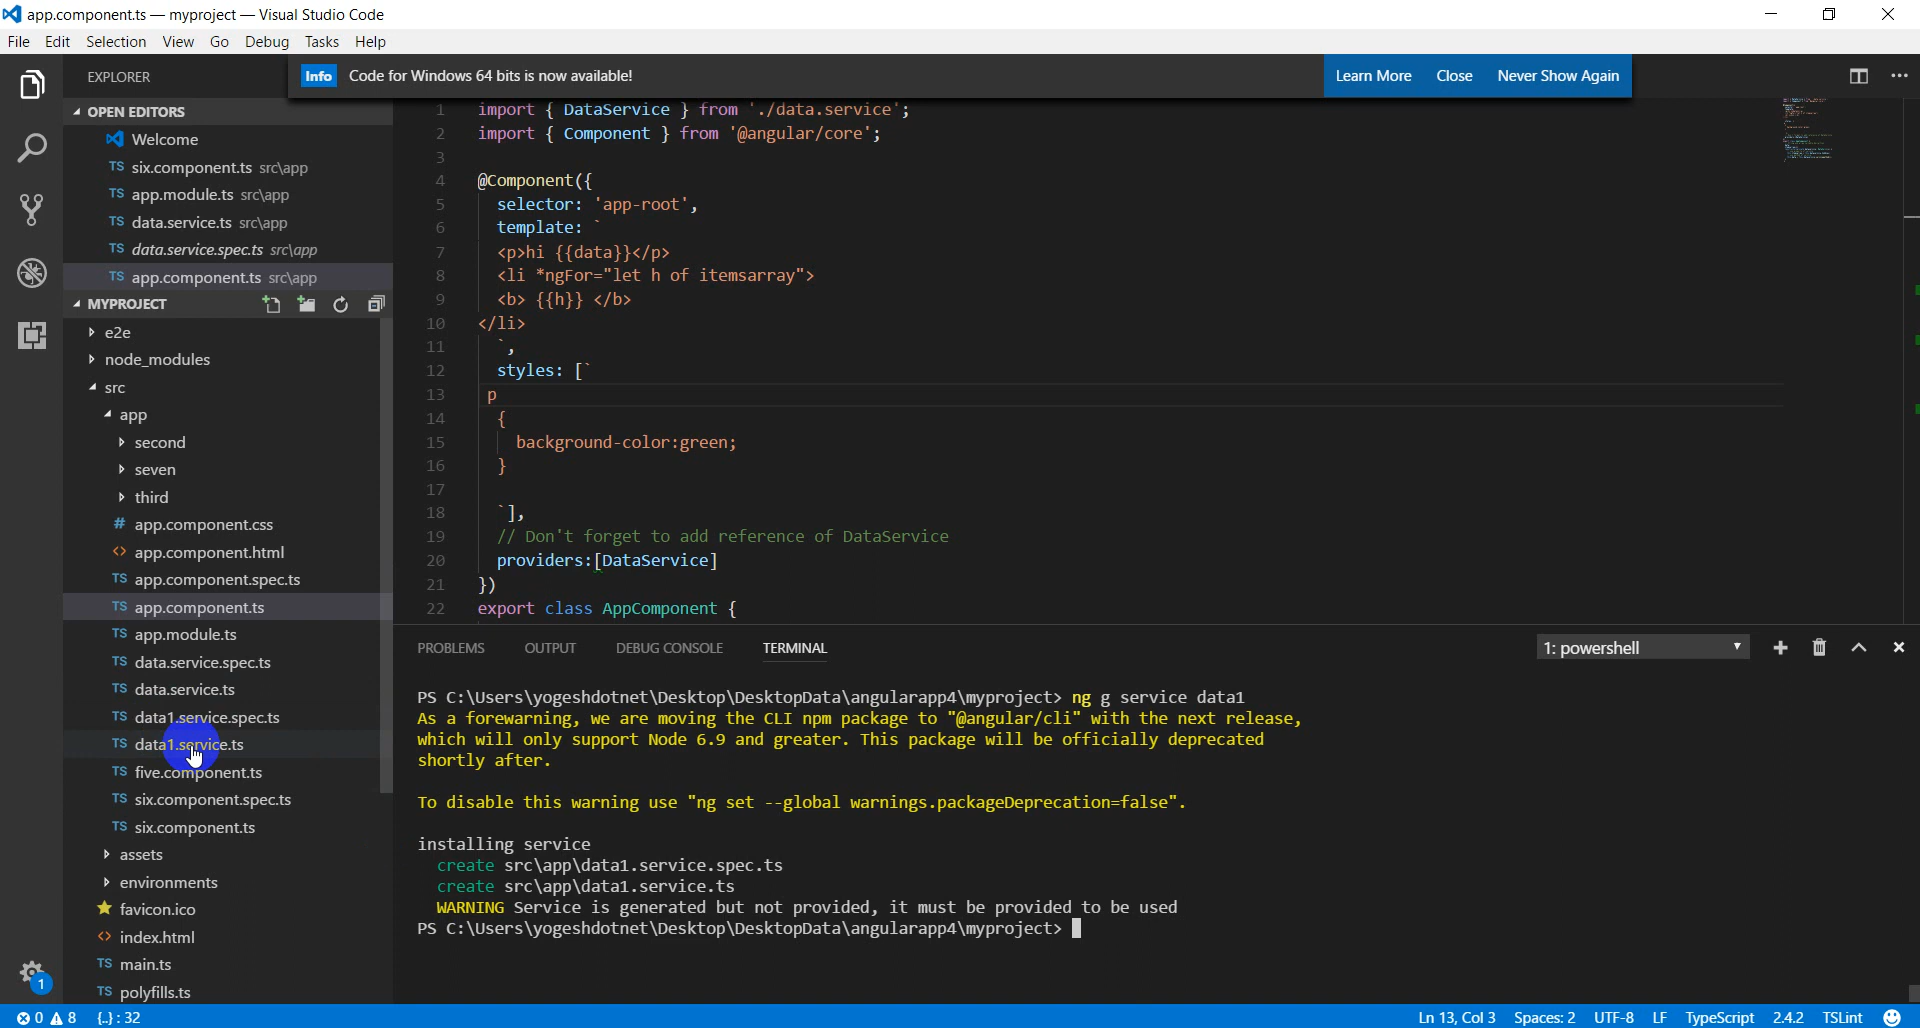 app.component.ts — myproject — Visual Studio Code
File Edit Selection View Go Debug Tasks Help
EXPLORER
Info Code for Windows 64 bits is now available! Learn More Close Never Show Again
OPEN EDITORS
Welcome
TS six.component.ts src\app
TS app.module.ts src\app
TS data.service.ts src\app
TS data.service.spec.ts src\app
TS app.component.ts src\app
MYPROJECT
e2e
node_modules
src
app
second
seven
third
# app.component.css
<> app.component.html
TS app.component.spec.ts
TS app.component.ts
TS app.module.ts
TS data.service.spec.ts
TS data.service.ts
TS data1.service.spec.ts
TS data1.service.ts
TS five.component.ts
TS six.component.spec.ts
TS six.component.ts
assets
environments
favicon.ico
<> index.html
TS main.ts
TS polyfills.ts
1
1 import { DataService } from './data.service';
2 import { Component } from '@angular/core';
3
4 @Component({
5 selector: 'app-root',
6 template: `
7 <p>hi {{data}}</p>
8 <li *ngFor="let h of itemsarray">
9 <b> {{h}} </b>
10 </li>
11 `,
12 styles: [`
13 p
14 {
15 background-color:green;
16 }
17
18 `],
19 // Don't forget to add reference of DataService
20 providers:[DataService]
21 })
22 export class AppComponent {
PROBLEMS OUTPUT DEBUG CONSOLE TERMINAL 1: powershell
PS C:\Users\yogeshdotnet\Desktop\DesktopData\angularapp4\myproject> ng g service data1
As a forewarning, we are moving the CLI npm package to "@angular/cli" with the next release,
which will only support Node 6.9 and greater. This package will be officially deprecated
shortly after.
To disable this warning use "ng set --global warnings.packageDeprecation=false".
installing service
create src\app\data1.service.spec.ts
create src\app\data1.service.ts
WARNING Service is generated but not provided, it must be provided to be used
PS C:\Users\yogeshdotnet\Desktop\DesktopData\angularapp4\myproject>
0 8 {..} : 32 Ln 13, Col 3 Spaces: 2 UTF-8 LF TypeScript 2.4.2 TSLint